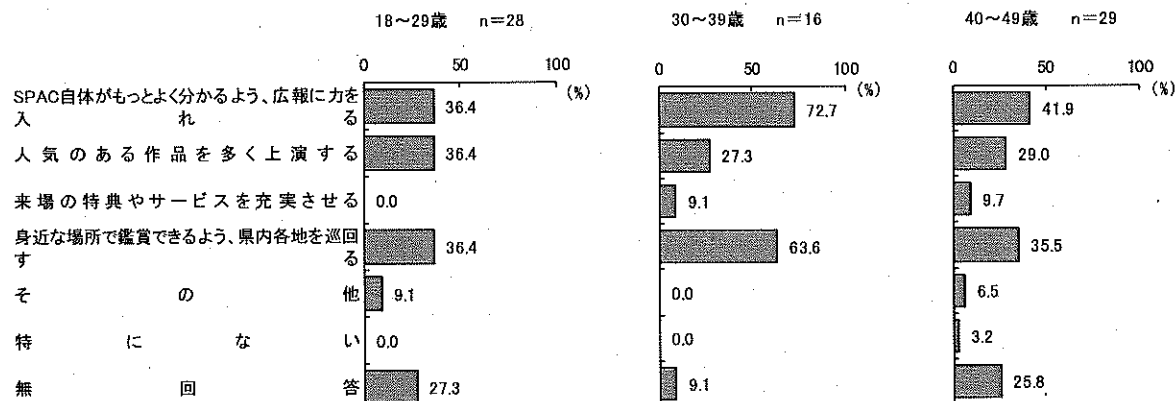 18～29歳 n＝28 30～39歳 n＝16 40～49歳 n＝29
0 50 100 0 50 100 0 50 100
(%) (%) (%)
SPAC自体がもっとよく分かるよう、広報に力を
入れる 36.4 72.7 41.9
人気のある作品を多く上演する 36.4 27.3 29.0
来場の特典やサービスを充実させる 0.0 9.1 9.7
身近な場所で鑑賞できるよう、県内各地を巡回
する 36.4 63.6 35.5
その他 9.1 0.0 6.5
特にない 0.0 0.0 3.2
無回答 27.3 9.1 25.8